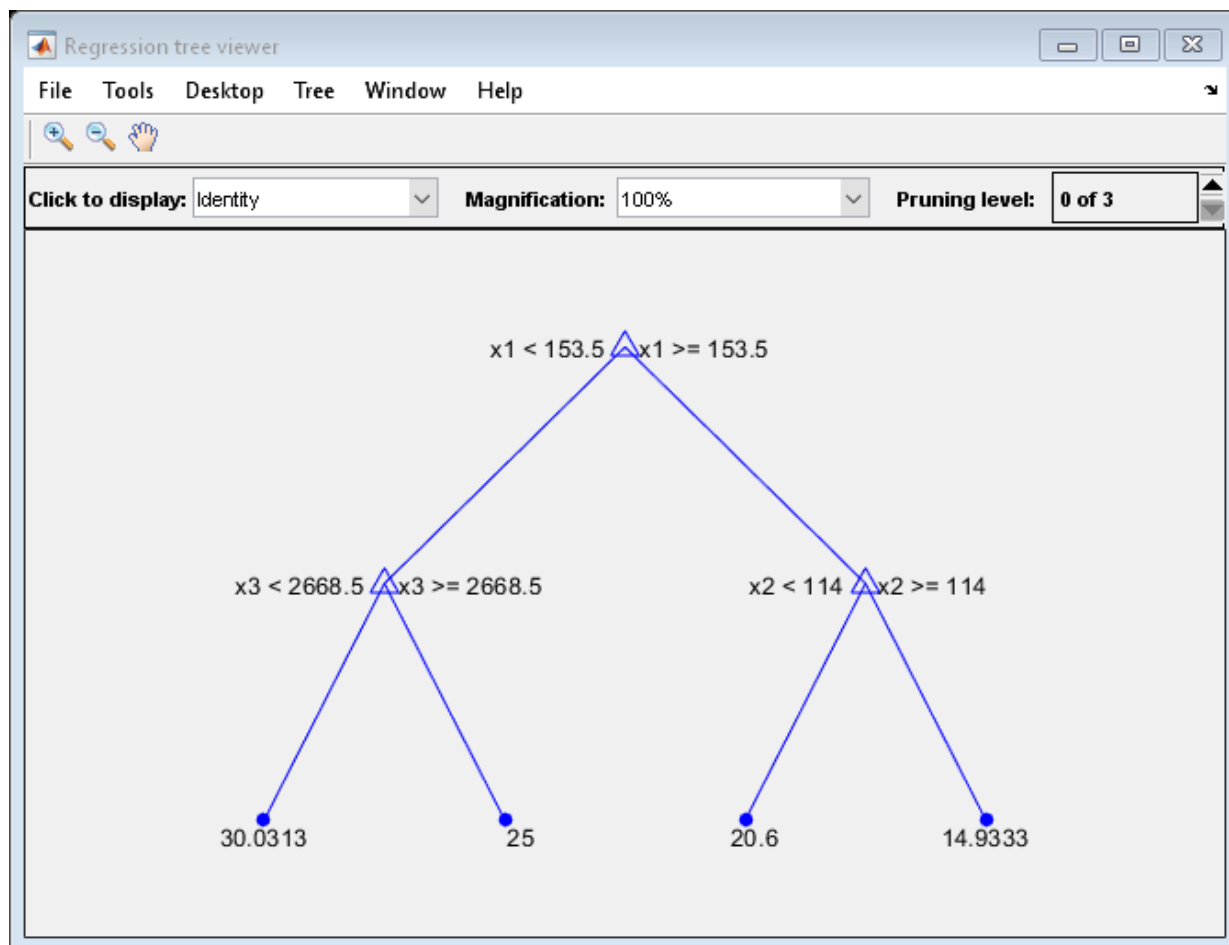 Regression tree viewer
File Tools Desktop Tree Window Help
Click to display: Identity Magnification: 100% Pruning level: 0 of 3
x1 < 153.5 x1 >= 153.5
x3 < 2668.5 x3 >= 2668.5 x2 < 114 x2 >= 114
30.0313 25 20.6 14.9333